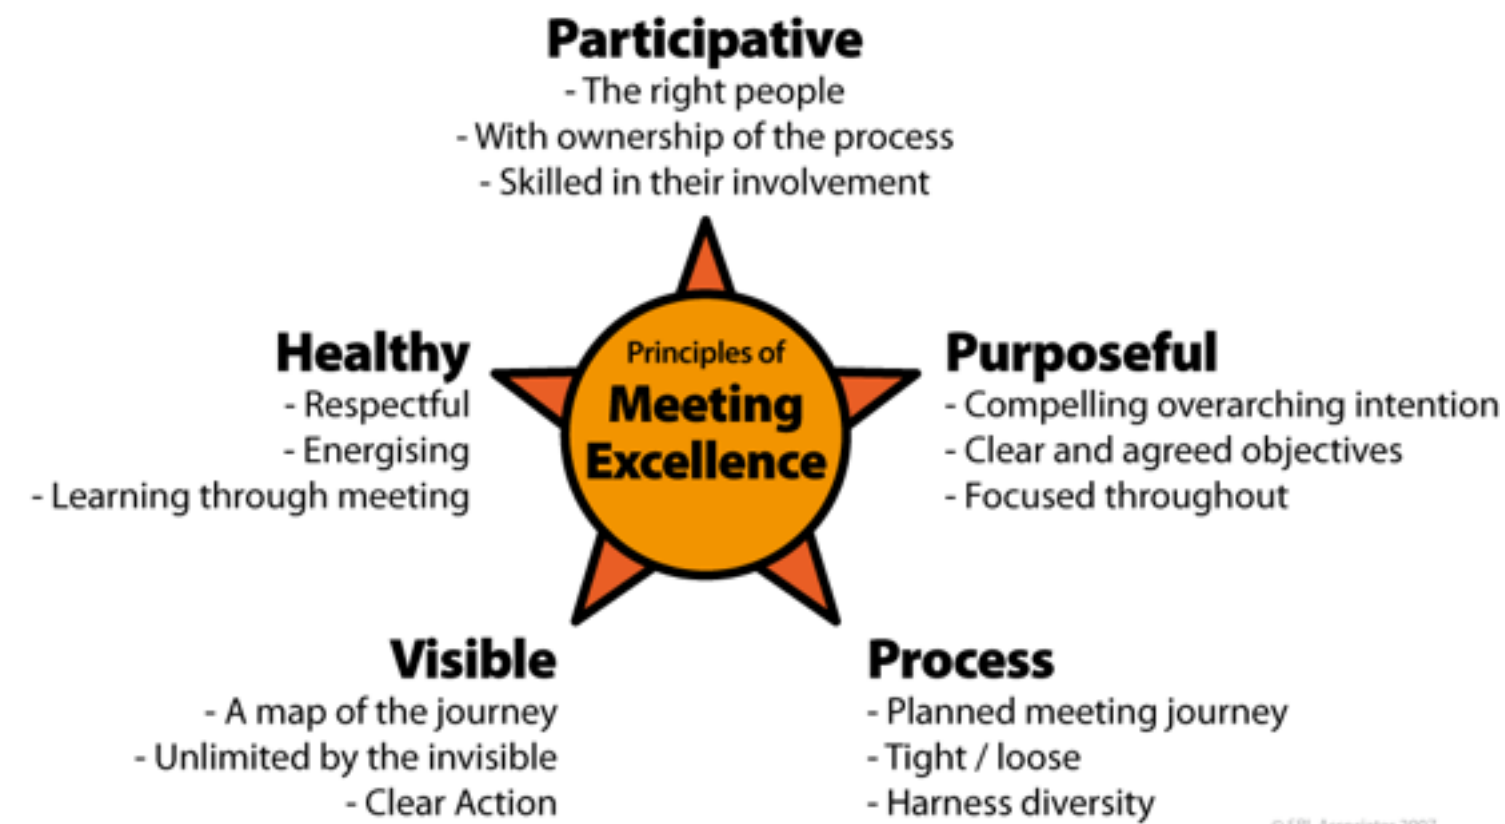 Participative
- The right people
- With ownership of the process
- Skilled in their involvement
Healthy
- Respectful
- Energising
- Learning through meeting
Principles of
Meeting
Excellence
Purposeful
- Compelling overarching intention
- Clear and agreed objectives
- Focused throughout
Visible
- A map of the journey
- Unlimited by the invisible
- Clear Action
Process
- Planned meeting journey
- Tight / loose
- Harness diversity